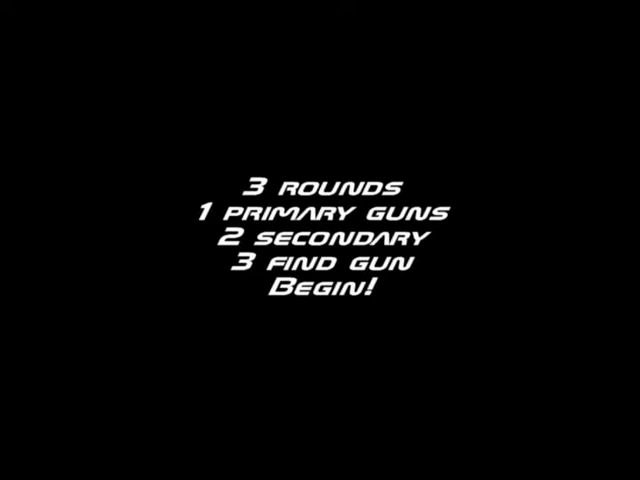 3 ROUNDS
1 PRIMARY GUNS
2 SECONDARY
3 FIND GUN
BEGIN!